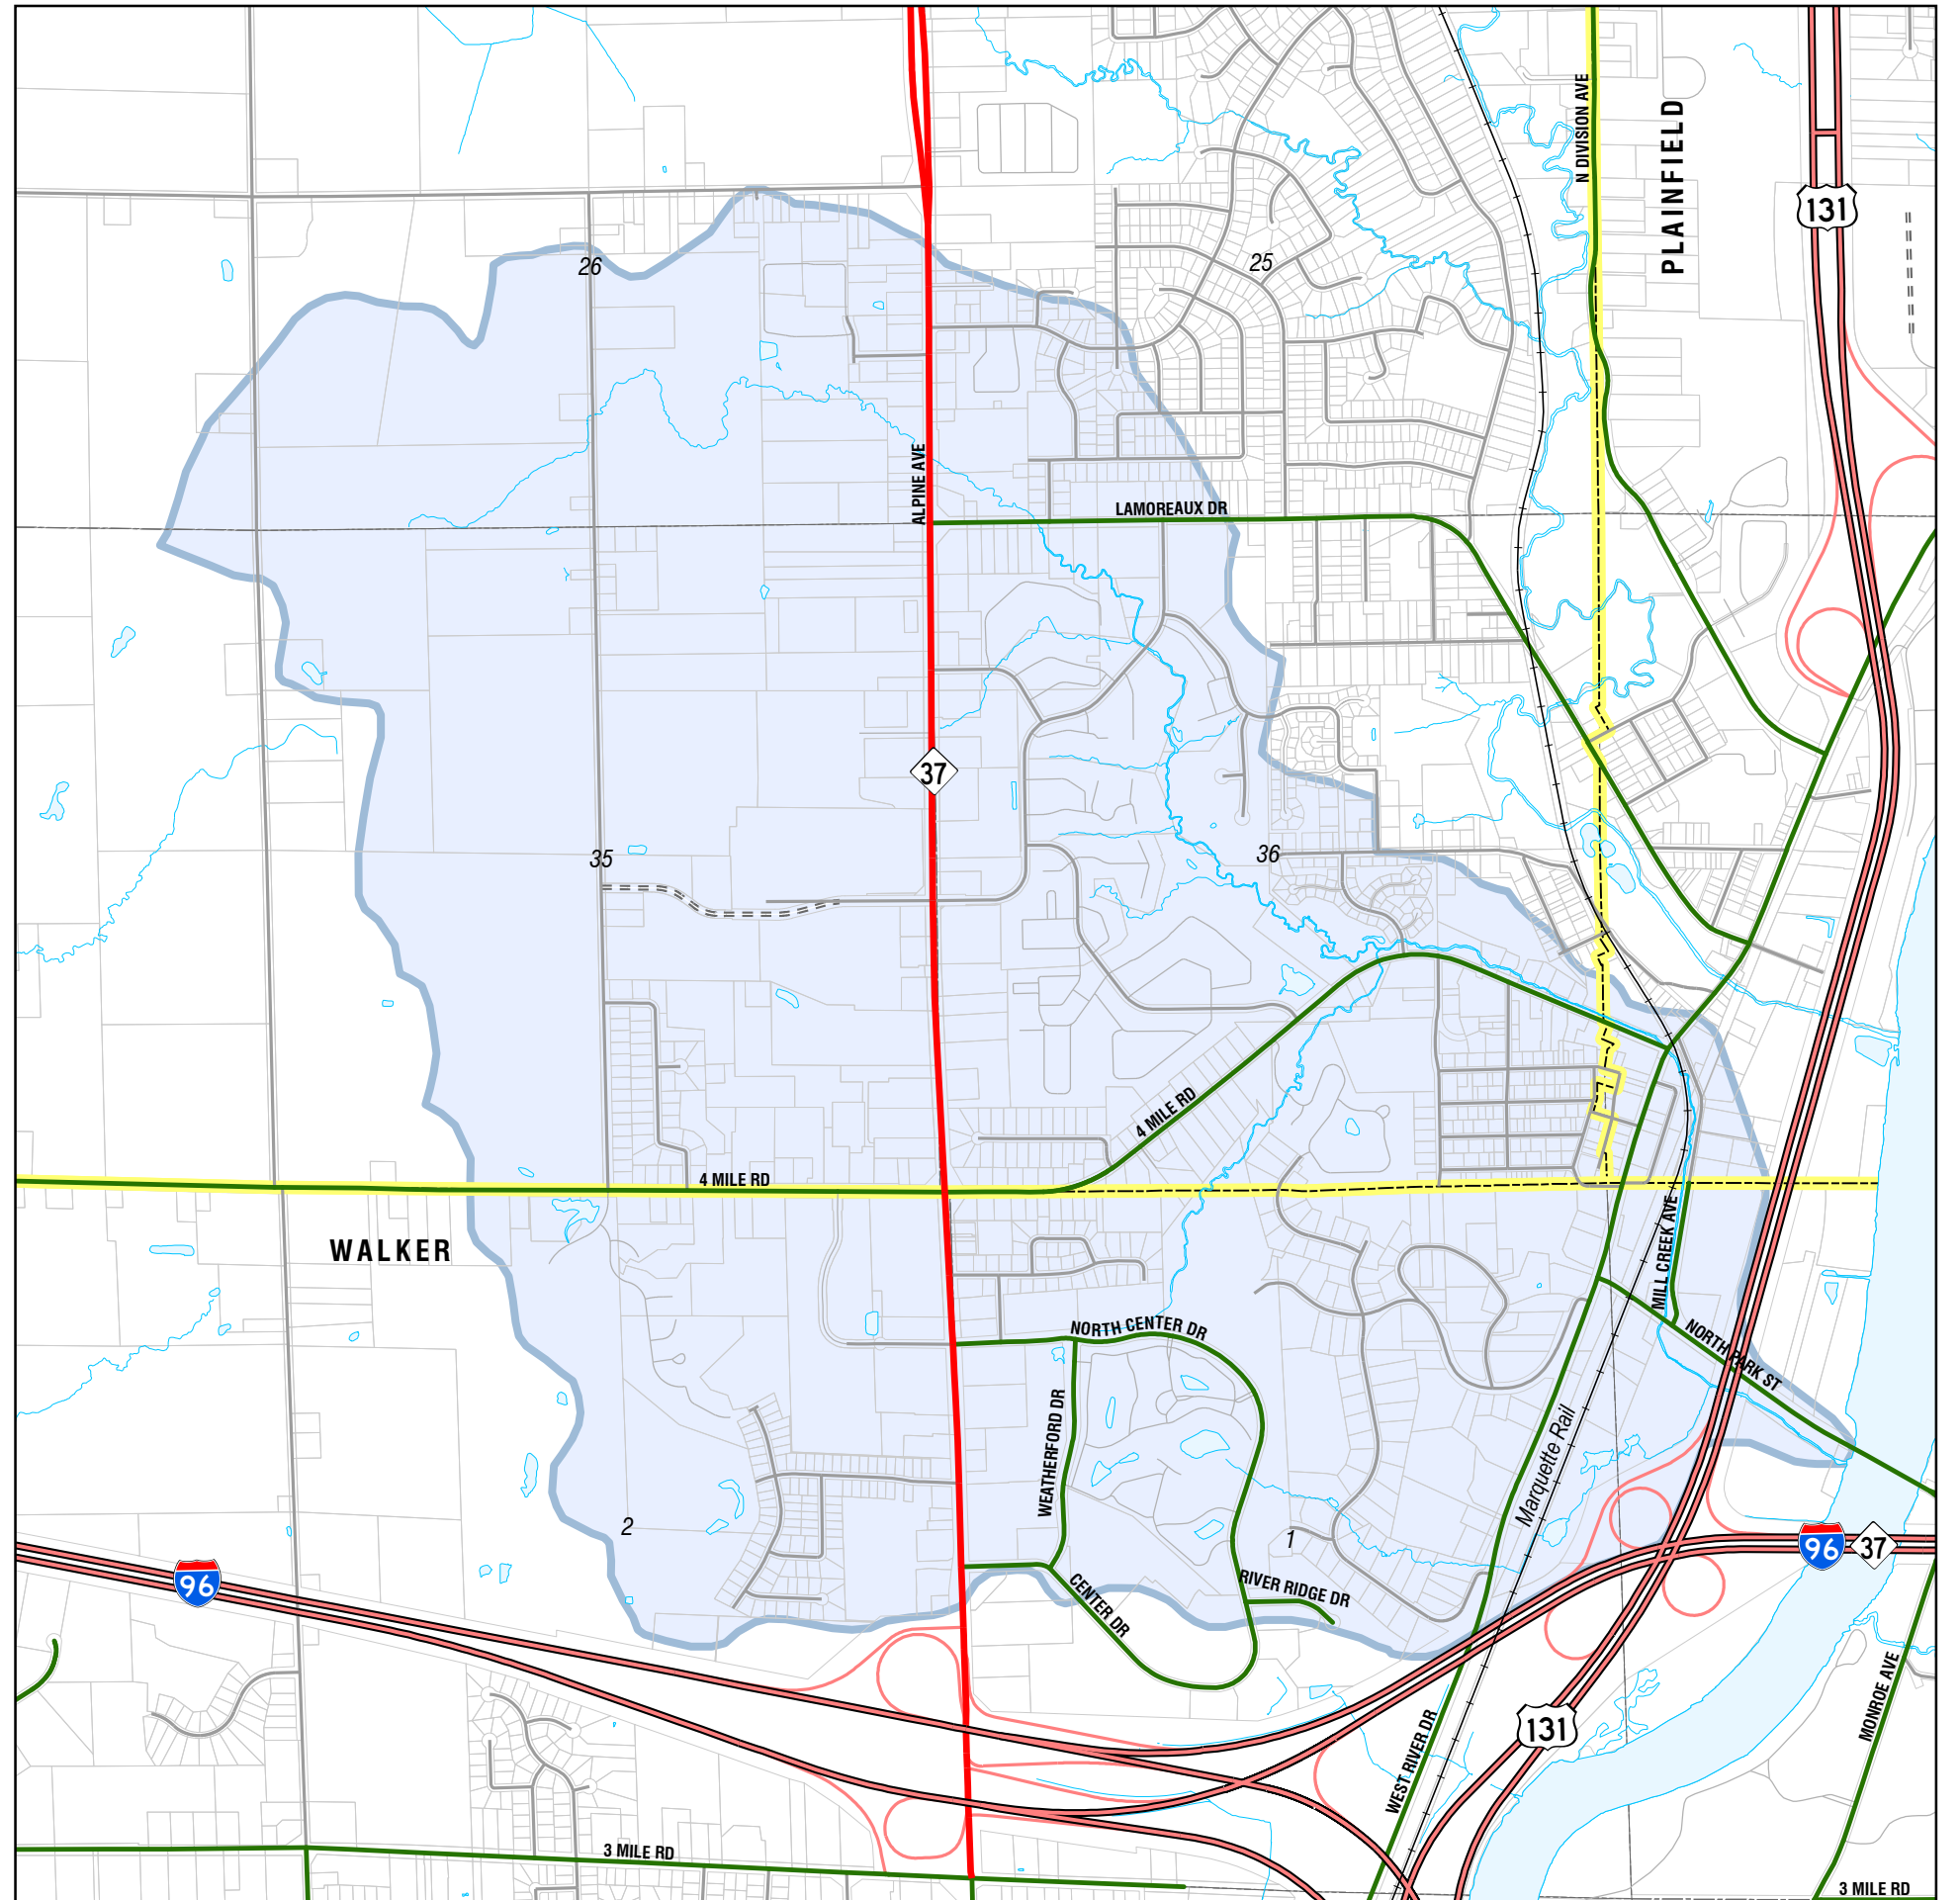 N DIVISION AVE
PLAINFIELD
131
26
25
ALPINE AVE
LAMOREAUX DR
37
35
36
4 MILE RD
4 MILE RD
WALKER
MILL CREEK AVE
NORTH CENTER DR
NORTH PARK ST
WEATHERFORD DR
Marquette Rail
2
1
96
96
37
CENTER DR
RIVER RIDGE DR
131
WEST RIVER DR
MONROE AVE
3 MILE RD
3 MILE RD